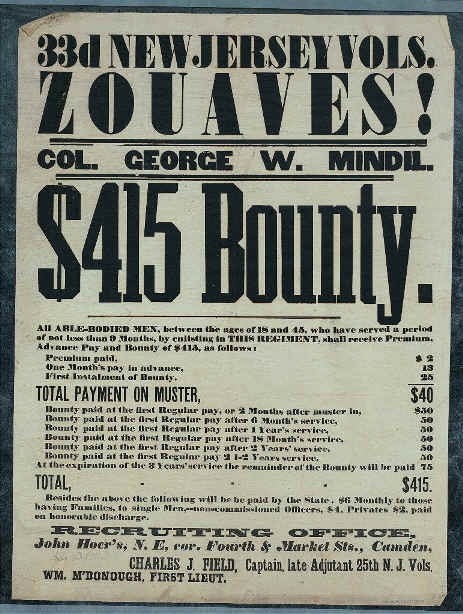 33d NEW JERSEY VOLS.
ZOUAVES!
COL. GEORGE W. MINDIL.
$415 Bounty.
All ABLE-BODIED MEN, between the ages of 18 and 45, who have served a period
of not less than 9 Months, by enlisting in THIS REGIMENT, shall receive Premium,
Advance Pay and Bounty of $415, as follows:
Premium paid, $ 2
One Month's pay in advance, 13
First Instalment of Bounty, 25
TOTAL PAYMENT ON MUSTER, $40
Bounty paid at the first Regular pay, or 2 Months after muster in, $50
Bounty paid at the first Regular pay after 6 Month's service, 50
Bounty paid at the first Regular pay after 1 Year's service, 50
Bounty paid at the first Regular pay after 18 Month's service, 50
Bounty paid at the first Regular pay after 2 Years' service, 50
Bounty paid at the first Regular pay 2 1-2 Years service, 50
At the expiration of the 3 Years' service the remainder of the Bounty will be paid 75
TOTAL, - - - $415.
Besides the above the following will be paid by the State. $6 Monthly to those
having Families, to single Men,--noncommissioned Officers, $4, Privates $2, paid
on honorable discharge.
RECRUITING OFFICE,
John Hoer's, N. E. cor. Fourth & Market Sts., Camden,
CHARLES J. FIELD, Captain, late Adjutant 25th N. J. Vols.
WM. M'DONOUGH, FIRST LIEUT.